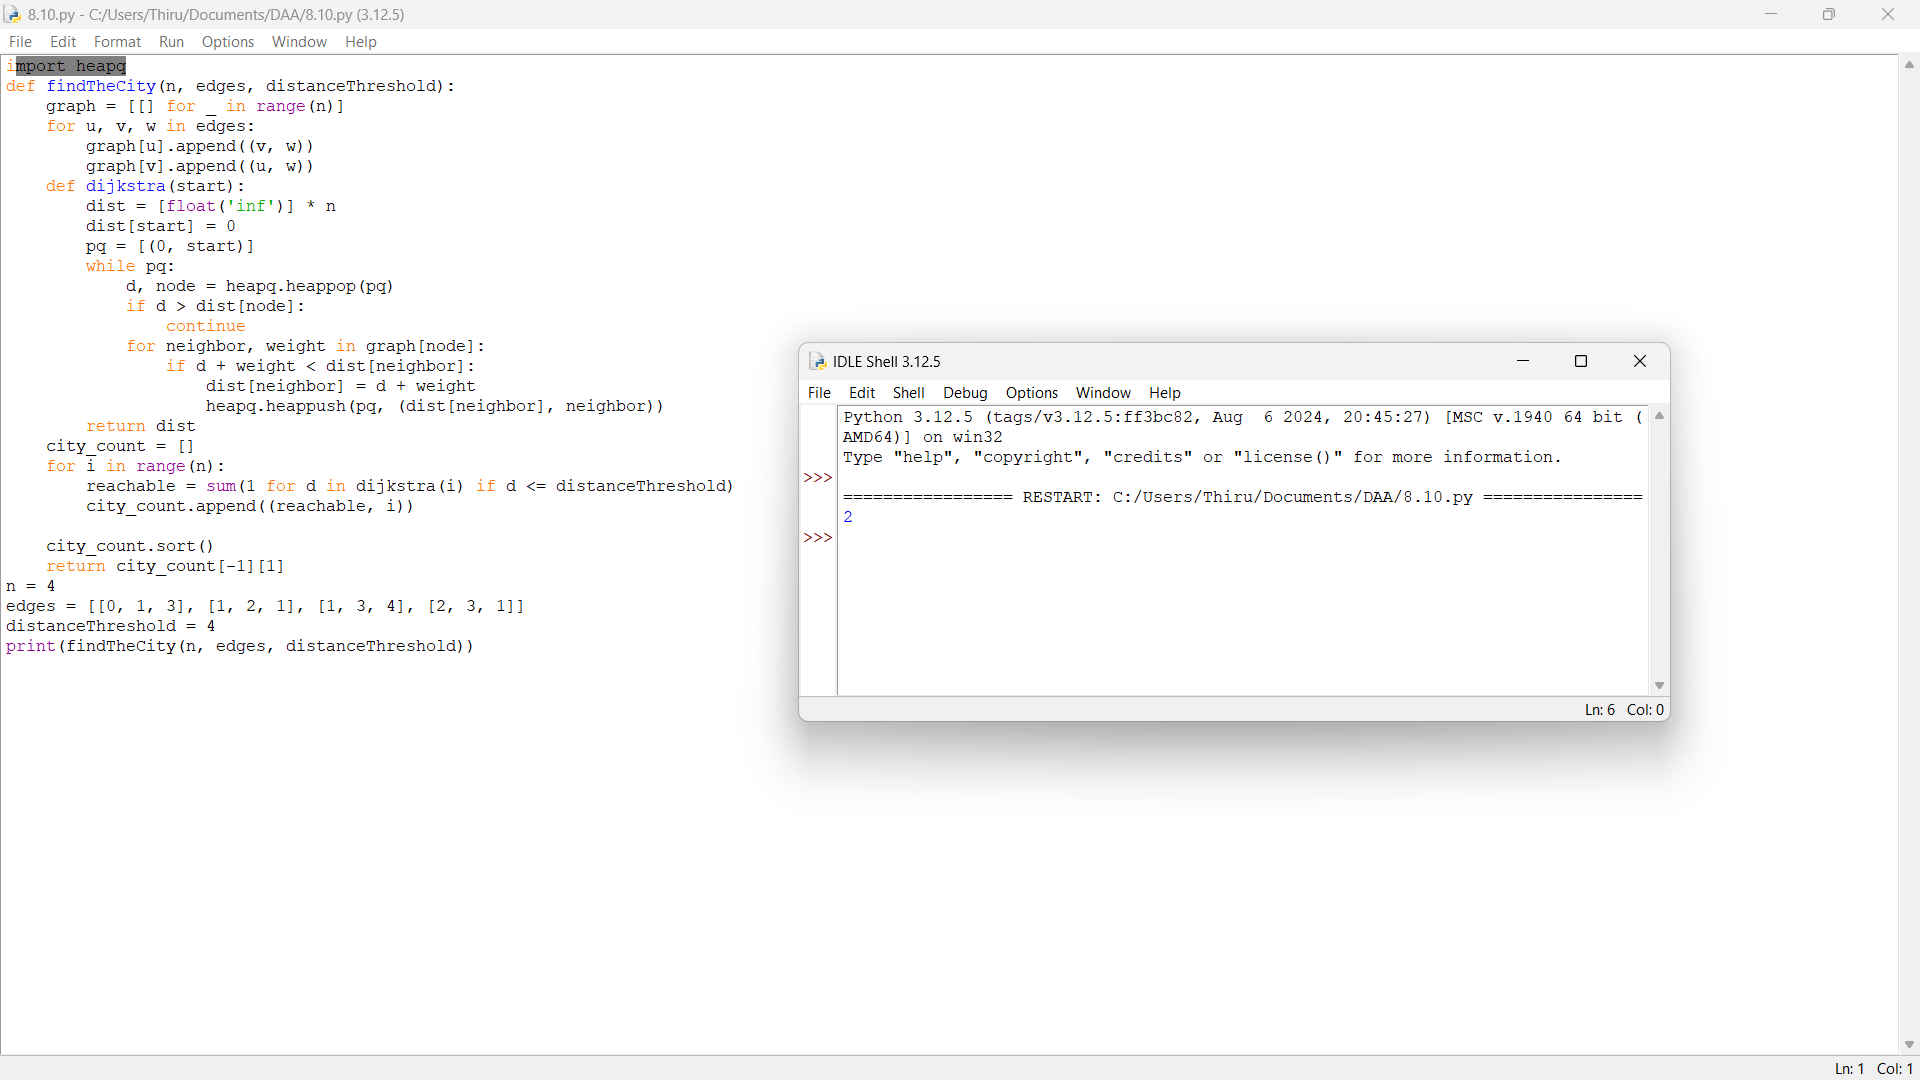 8.10.py - C:/Users/Thiru/Documents/DAA/8.10.py (3.12.5)
File Edit Format Run Options Window Help
import heapq
def findTheCity(n, edges, distanceThreshold):
    graph = [[] for _ in range(n)]
    for u, v, w in edges:
        graph[u].append((v, w))
        graph[v].append((u, w))
    def dijkstra(start):
        dist = [float('inf')] * n
        dist[start] = 0
        pq = [(0, start)]
        while pq:
            d, node = heapq.heappop(pq)
            if d > dist[node]:
                continue
            for neighbor, weight in graph[node]:
                if d + weight < dist[neighbor]:
                    dist[neighbor] = d + weight
                    heapq.heappush(pq, (dist[neighbor], neighbor))
        return dist
    city_count = []
    for i in range(n):
        reachable = sum(1 for d in dijkstra(i) if d <= distanceThreshold)
        city_count.append((reachable, i))

    city_count.sort()
    return city_count[-1][1]
n = 4
edges = [[0, 1, 3], [1, 2, 1], [1, 3, 4], [2, 3, 1]]
distanceThreshold = 4
print(findTheCity(n, edges, distanceThreshold))
IDLE Shell 3.12.5
File Edit Shell Debug Options Window Help
Python 3.12.5 (tags/v3.12.5:ff3bc82, Aug  6 2024, 20:45:27) [MSC v.1940 64 bit (
AMD64)] on win32
Type "help", "copyright", "credits" or "license()" for more information.
>>>
================= RESTART: C:/Users/Thiru/Documents/DAA/8.10.py ================
2
>>>
Ln: 6 Col: 0
Ln: 1 Col: 1